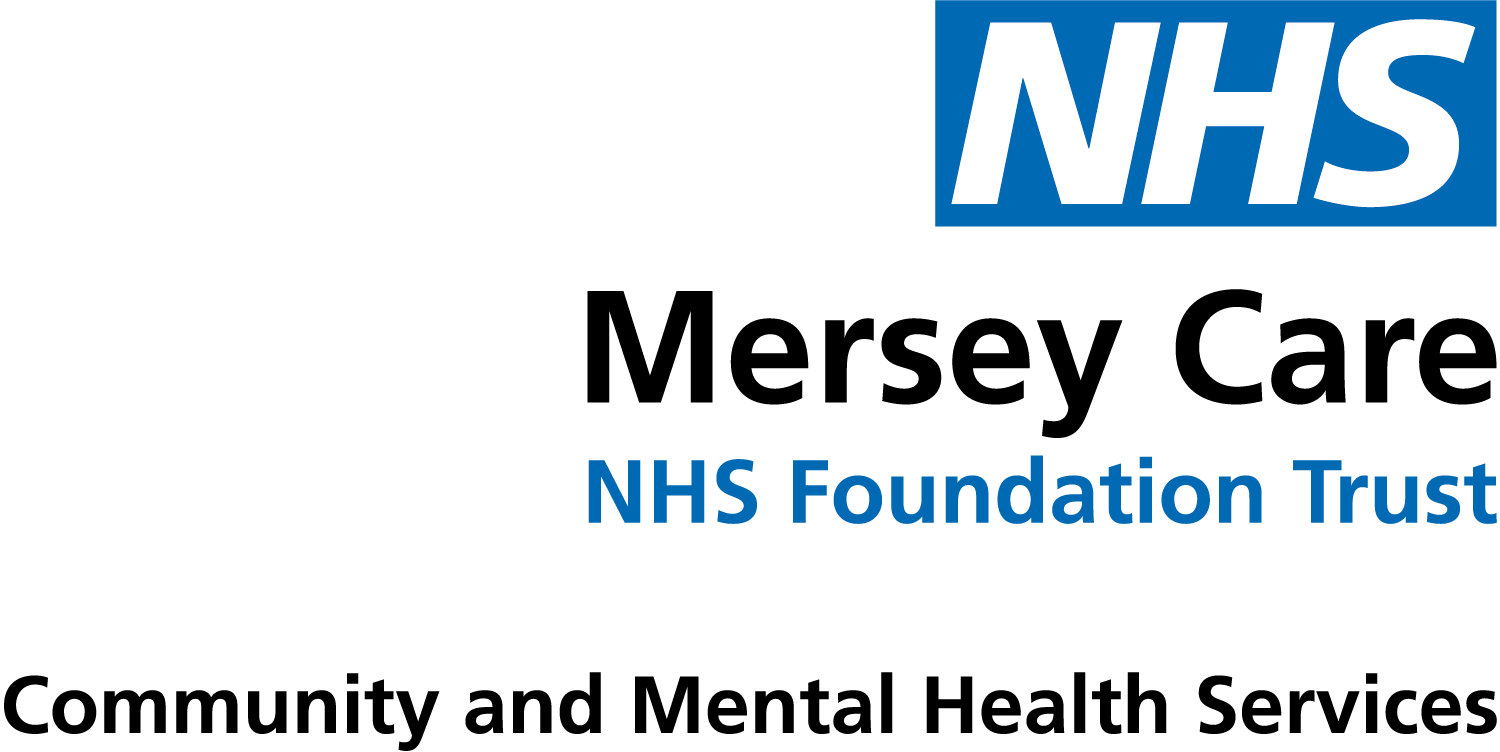 NHS
Mersey Care
NHS Foundation Trust
Community and Mental Health Services